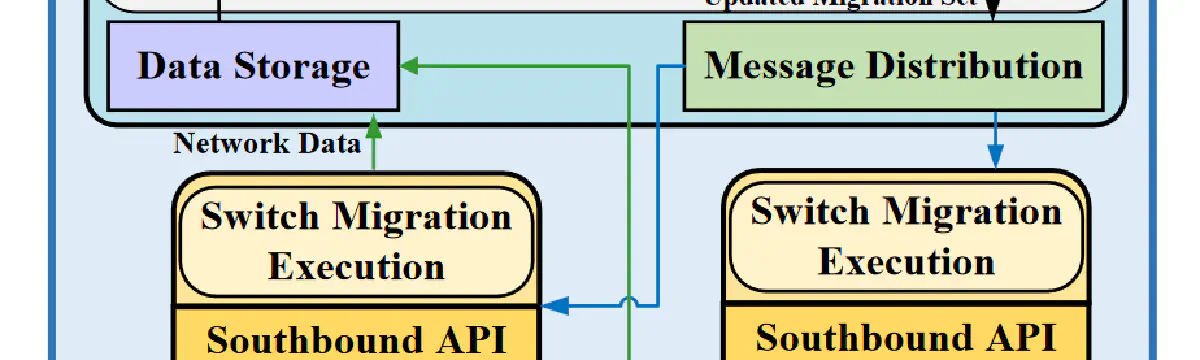 Updated Migration Set
Data Storage
Message Distribution
Network Data
Switch Migration
Execution
Switch Migration
Execution
Southbound API
Southbound API